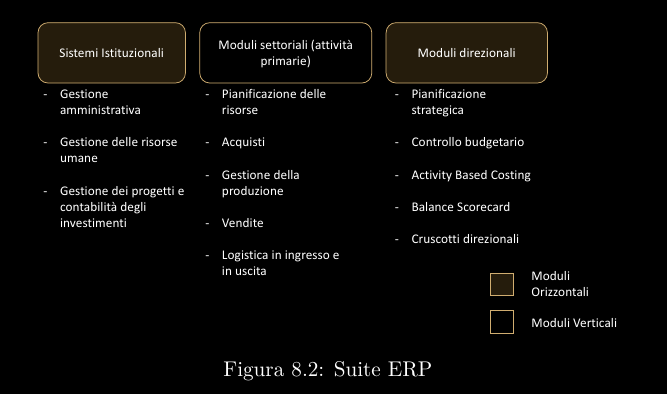 Sistemi Istituzionali
- Gestione
amministrativa
- Gestione delle risorse
umane
- Gestione dei progetti e
contabilità degli
investimenti
Moduli settoriali (attività
primarie)
- Pianificazione delle
risorse
- Acquisti
- Gestione della
produzione
- Vendite
- Logistica in ingresso e
in uscita
Moduli direzionali
- Pianificazione
strategica
- Controllo budgetario
- Activity Based Costing
- Balance Scorecard
- Cruscotti direzionali
Moduli
Orizzontali
Moduli Verticali
Figura 8.2: Suite ERP